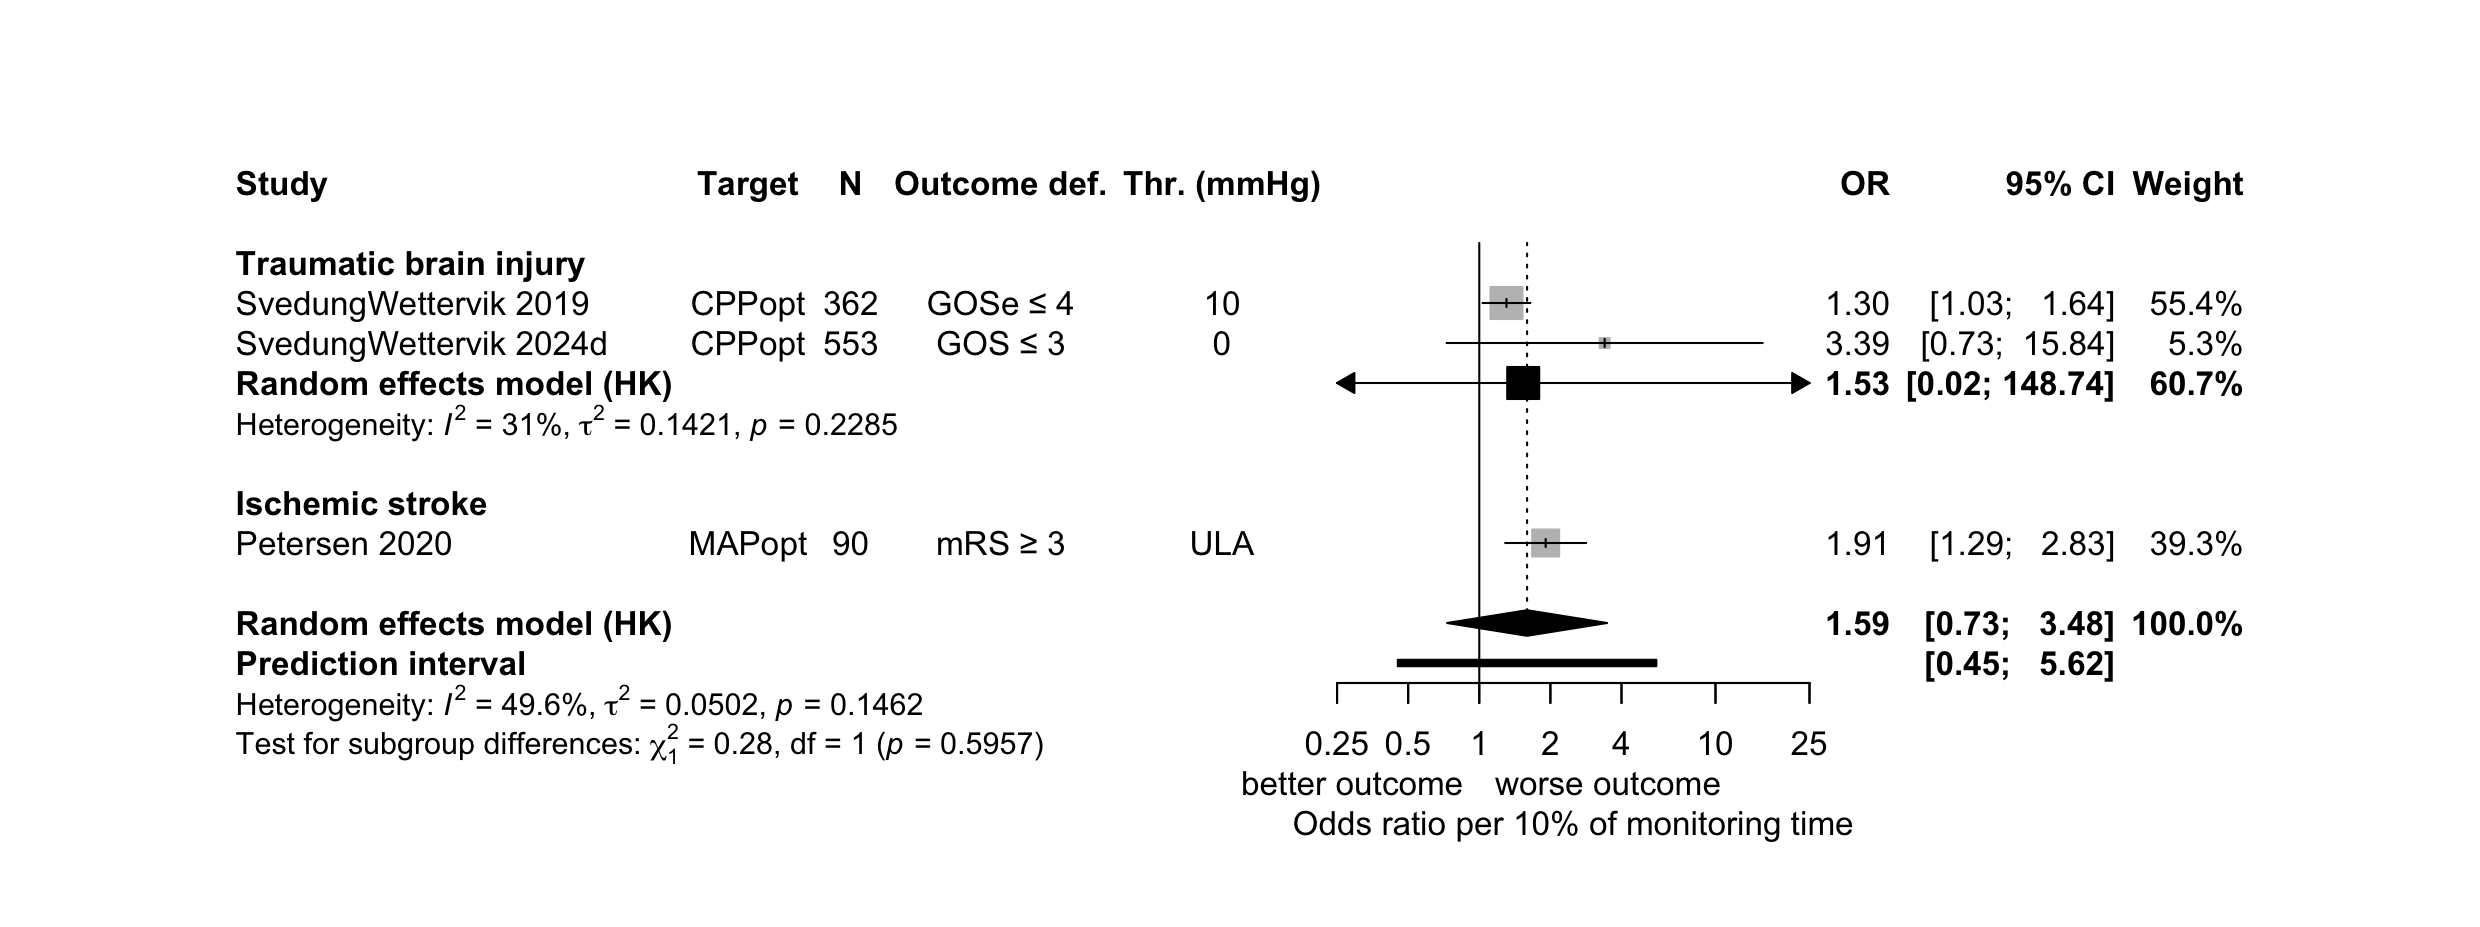 Study Target N Outcome def. Thr. (mmHg) OR 95% CI Weight
Traumatic brain injury
SvedungWettervik 2019 CPPopt 362 GOSe ≤ 4 10 1.30 [1.03; 1.64] 55.4%
SvedungWettervik 2024d CPPopt 553 GOS ≤ 3 0 3.39 [0.73; 15.84] 5.3%
Random effects model (HK) 1.53 [0.02; 148.74] 60.7%
Heterogeneity: I² = 31%, τ² = 0.1421, p = 0.2285
Ischemic stroke
Petersen 2020 MAPopt 90 mRS ≥ 3 ULA 1.91 [1.29; 2.83] 39.3%
Random effects model (HK) 1.59 [0.73; 3.48] 100.0%
Prediction interval [0.45; 5.62]
Heterogeneity: I² = 49.6%, τ² = 0.0502, p = 0.1462
Test for subgroup differences: χ₁² = 0.28, df = 1 (p = 0.5957)
0.25 0.5 1 2 4 10 25
better outcome worse outcome
Odds ratio per 10% of monitoring time